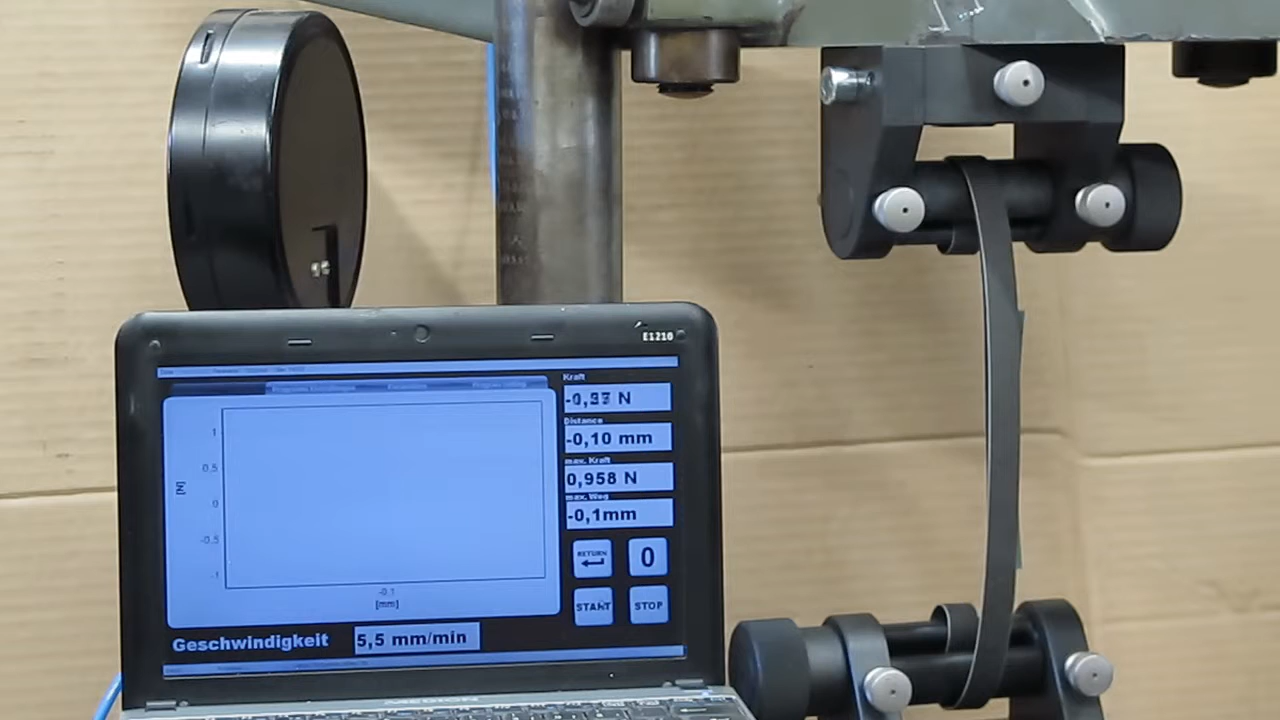 E1210
Kraft
N
Distance
-0,10 mm
max. Kraft
0,958 N
max. Weg
-0,1mm
RETURN
0
START
STOP
1
0,5
0
-0,5
-1
[N]
-0,1
[mm]
Geschwindigkeit
5,5 mm/min